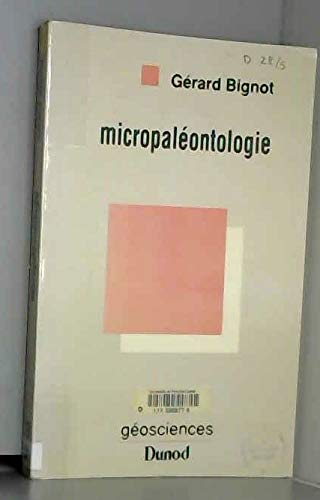 D 28/5
Gérard Bignot
micropaléontologie
géosciences
Dunod